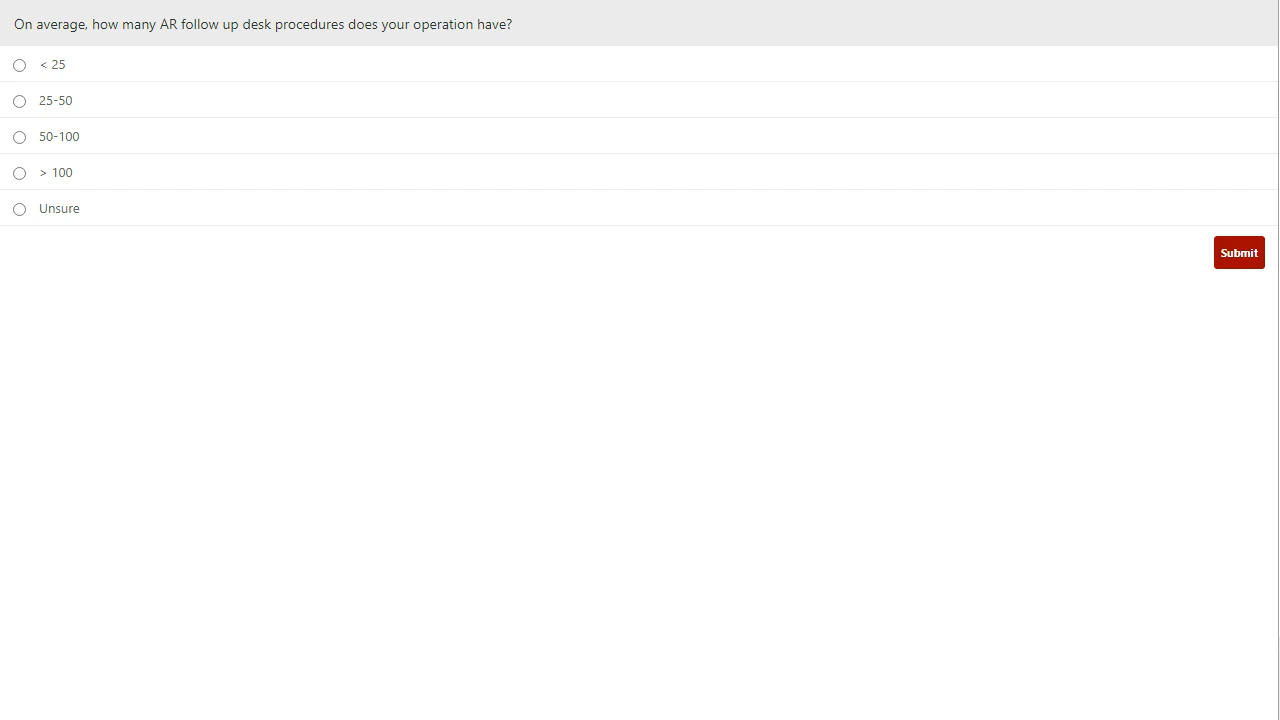 On average, how many AR follow up desk procedures does your operation have?
< 25
25-50
50-100
> 100
Unsure
Submit